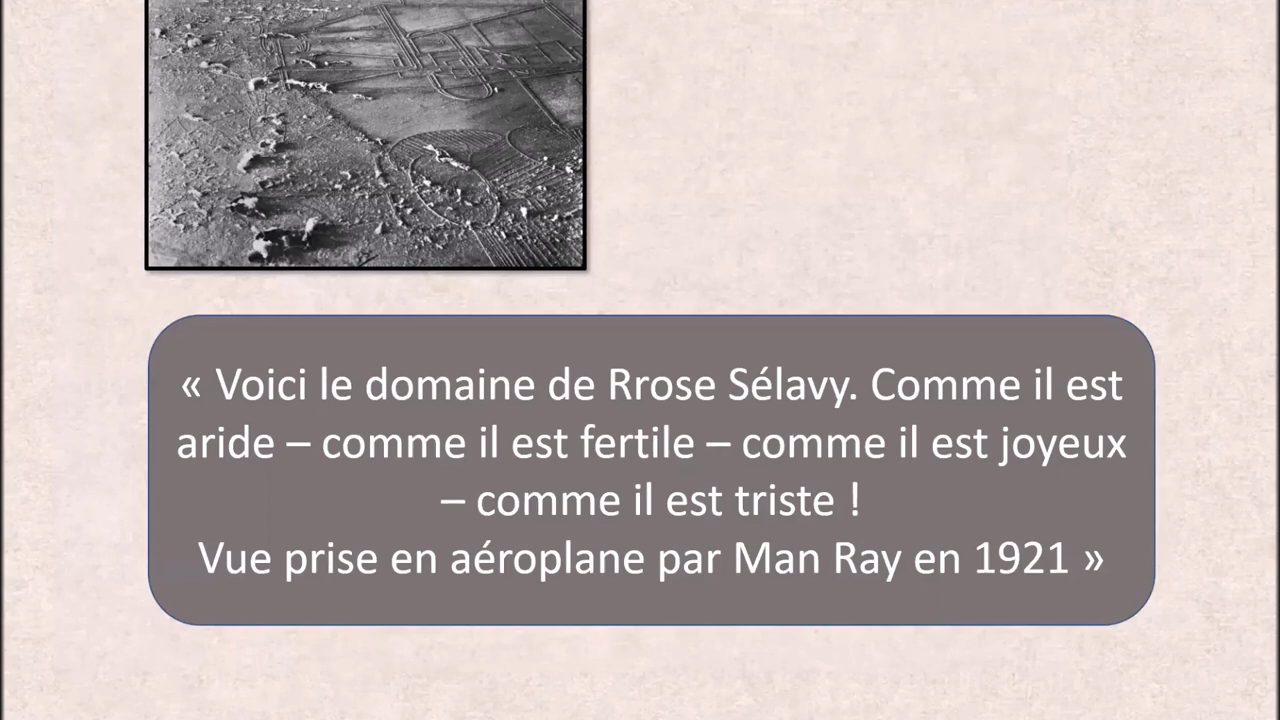 « Voici le domaine de Rrose Sélavy. Comme il est
aride – comme il est fertile – comme il est joyeux
– comme il est triste !
Vue prise en aéroplane par Man Ray en 1921 »